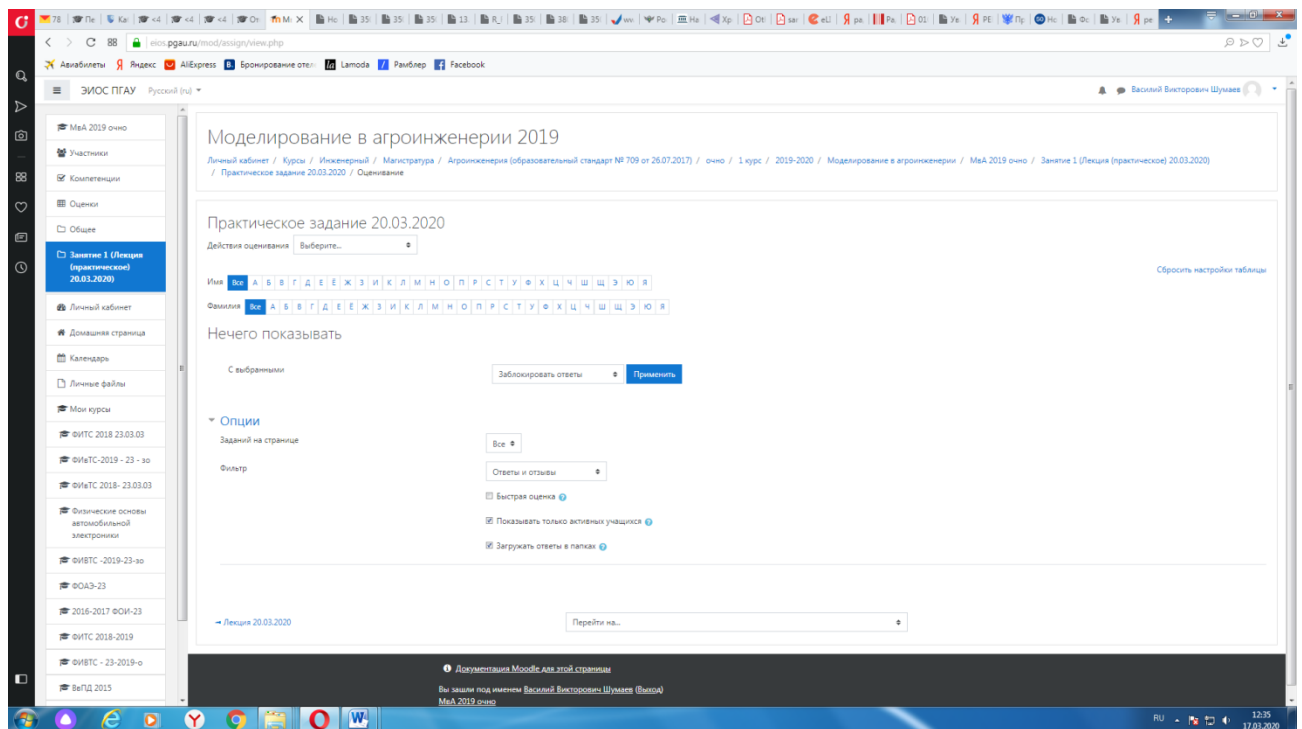 eios.pgau.ru/mod/assign/view.php
Авиабилеты Яндекс AliExpress Бронирование отел Lamoda Рамблер Facebook
ЭИОС ПГАУ Русский (ru)
Василий Викторович Шумаев
МвА 2019 очно
Участники
Компетенции
Оценки
Общее
Занятие 1 (Лекция
(практическое)
20.03.2020)
Личный кабинет
Домашняя страница
Календарь
Личные файлы
Мои курсы
ФИТС 2018 23.03.03
ФИвТС-2019 - 23 - зо
ФИвТС 2018- 23.03.03
Физические основы
автомобильной
электроники
ФИВТС -2019-23-зо
ФОАЭ-23
2016-2017 ФОИ-23
ФИТС 2018-2019
ФИВТС - 23-2019-о
ВвПД 2015
Моделирование в агроинженерии 2019
Личный кабинет / Курсы / Инженерный / Магистратура / Агроинженерия (образовательный стандарт № 709 от 26.07.2017) / очно / 1 курс / 2019-2020 / Моделирование в агроинженерии / МвА 2019 очно / Занятие 1 (Лекция (практическое) 20.03.2020)
/ Практическое задание 20.03.2020 / Оценивание
Практическое задание 20.03.2020
Действия оценивания Выберите...
Сбросить настройки таблицы
Имя Все А Б В Г Д Е Ё Ж З И К Л М Н О П Р С Т У Ф Х Ц Ч Ш Щ Э Ю Я
Фамилия Все А Б В Г Д Е Ё Ж З И К Л М Н О П Р С Т У Ф Х Ц Ч Ш Щ Э Ю Я
Нечего показывать
С выбранными Заблокировать ответы Применить
Опции
Заданий на странице Все
Фильтр Ответы и отзывы
Быстрая оценка
Показывать только активных учащихся
Загружать ответы в папках
Лекция 20.03.2020 Перейти на...
Документация Moodle для этой страницы
Вы зашли под именем Василий Викторович Шумаев (Выход)
МвА 2019 очно
RU 12:35
17.03.2020